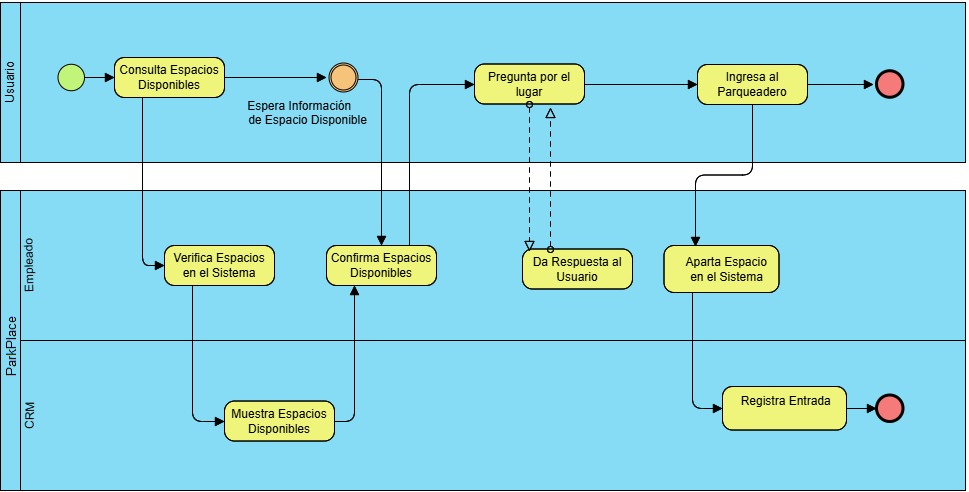 Usuario
Consulta Espacios
Disponibles
Espera Información
de Espacio Disponible
Pregunta por el
lugar
Ingresa al
Parqueadero
ParkPlace
Empleado
Verifica Espacios
en el Sistema
Confirma Espacios
Disponibles
Da Respuesta al
Usuario
Aparta Espacio
en el Sistema
CRM
Muestra Espacios
Disponibles
Registra Entrada